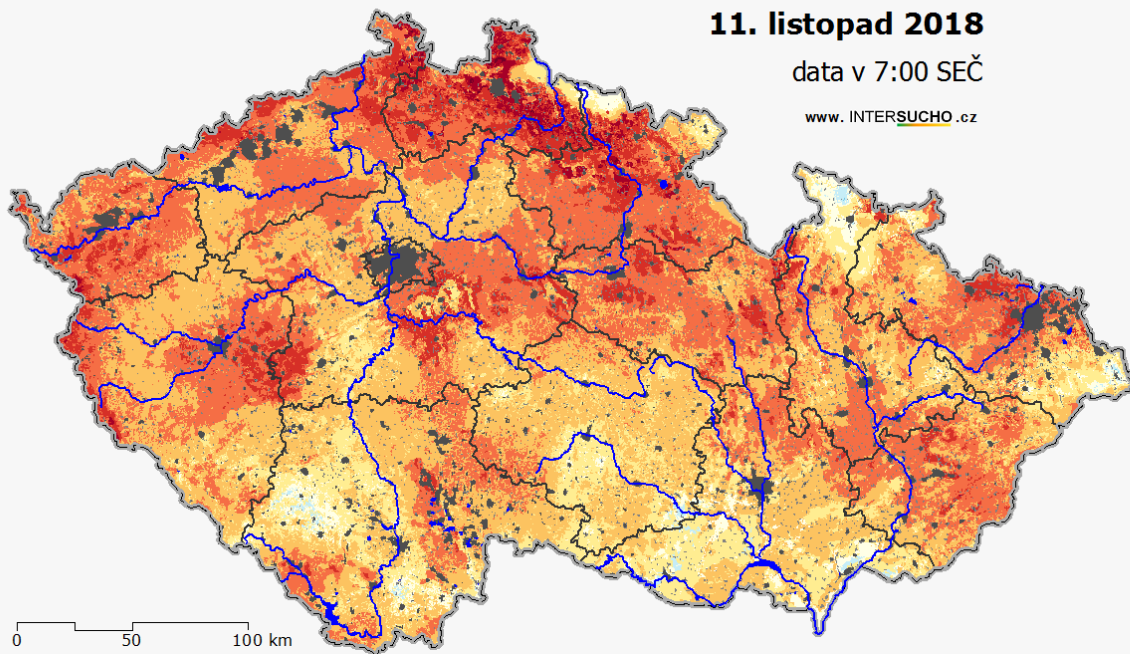 11. listopad 2018
data v 7:00 SEČ
www. INTERSUCHO .cz
0 50 100 km